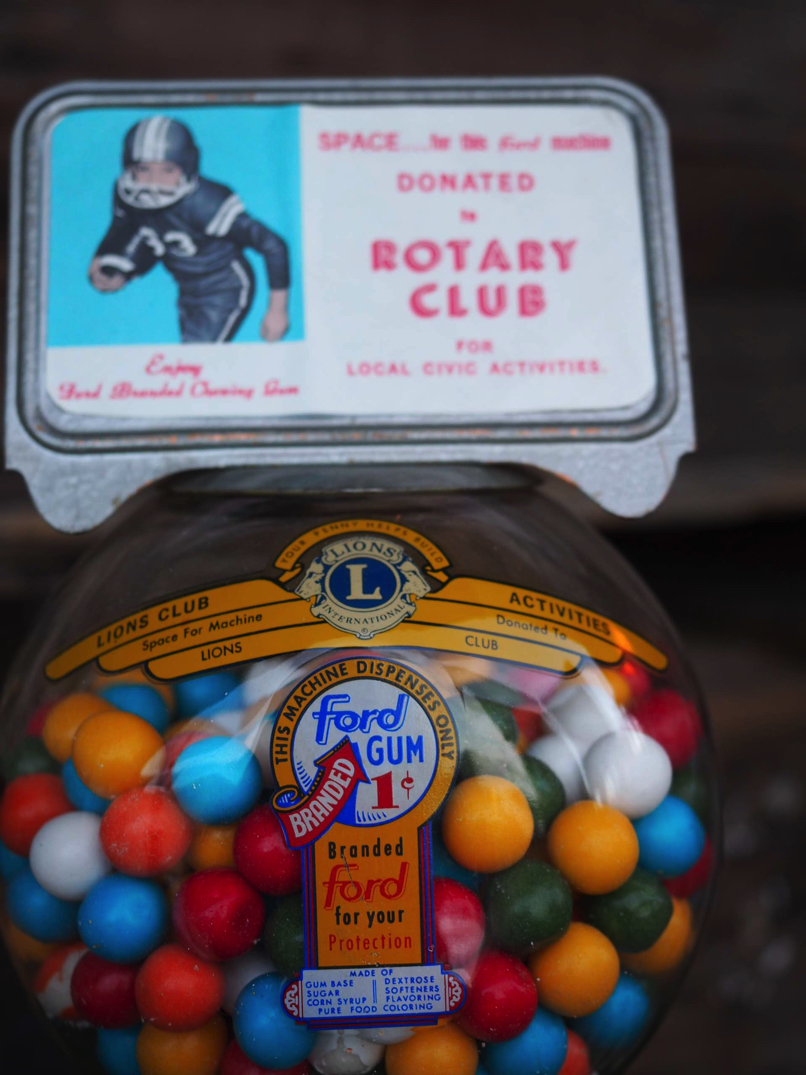 SPACE....for this ford machine
DONATED
to
ROTARY
CLUB
FOR
LOCAL CIVIC ACTIVITIES.
33
Enjoy
Ford Branded Chewing Gum
YOUR PENNY HELPS BUILD
LIONS
L
INTERNATIONAL
LIONS CLUB ACTIVITIES
Space For Machine Donated To
LIONS CLUB
THIS MACHINE DISPENSES ONLY
ford
GUM
BRANDED
1¢
Branded
ford
for your
Protection
MADE OF
GUM BASE DEXTROSE
SUGAR SOFTENERS
CORN SYRUP FLAVORING
PURE FOOD COLORING